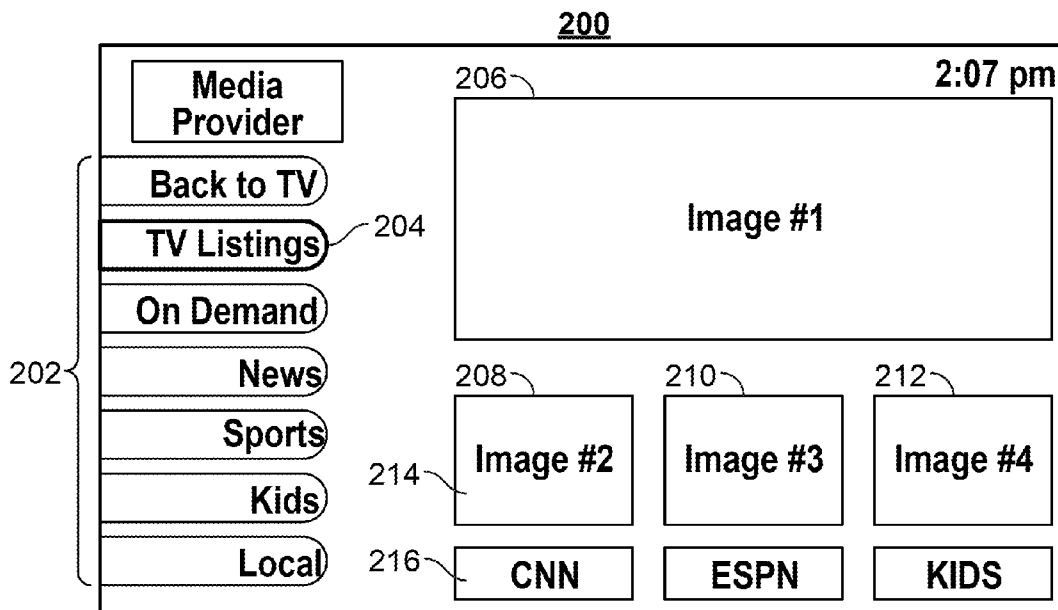 200
2:07 pm
Media
Provider
206
Back to TV
TV Listings
204
On Demand
News
Sports
Kids
Local
202
Image #1
208
210
212
Image #2
Image #3
Image #4
214
216
CNN
ESPN
KIDS